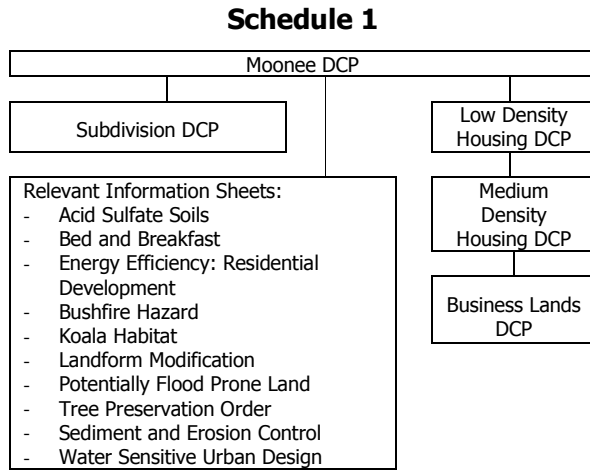 Schedule 1
Moonee DCP
Subdivision DCP
Low Density
Housing DCP
Relevant Information Sheets:
- Acid Sulfate Soils
- Bed and Breakfast
- Energy Efficiency: Residential
Development
- Bushfire Hazard
- Koala Habitat
- Landform Modification
- Potentially Flood Prone Land
- Tree Preservation Order
- Sediment and Erosion Control
- Water Sensitive Urban Design
Medium
Density
Housing DCP
Business Lands
DCP